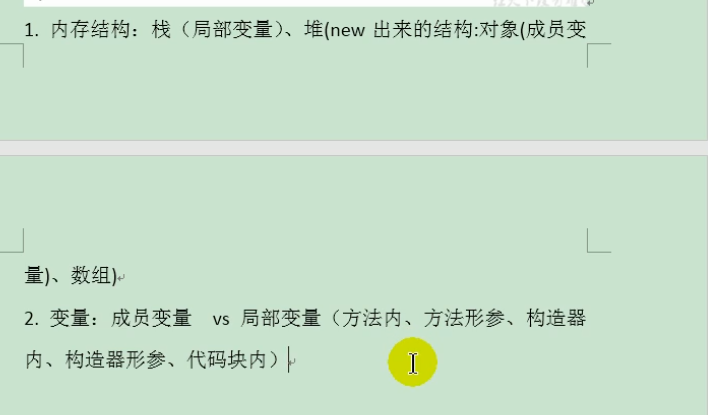 1. 内存结构：栈（局部变量）、堆(new 出来的结构:对象(成员变
量)、数组)
2. 变量：成员变量 vs 局部变量（方法内、方法形参、构造器
内、构造器形参、代码块内）